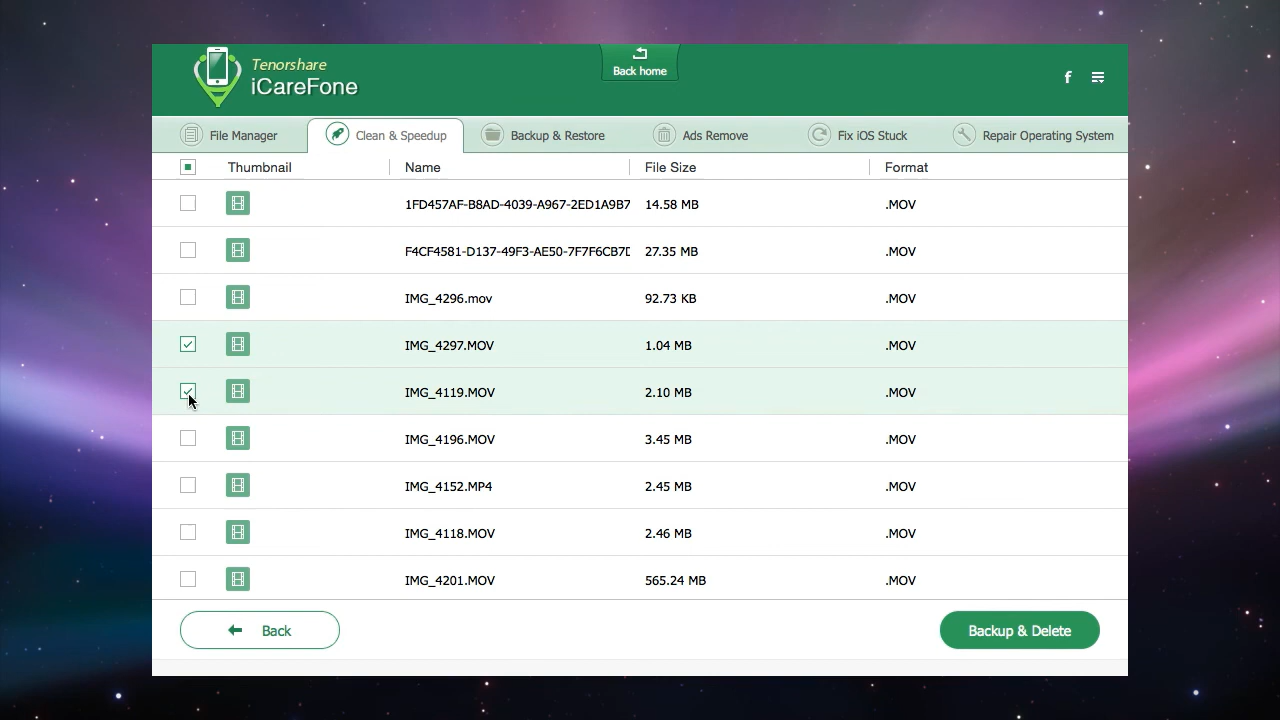 Tenorshare
iCareFone
Back home
f
File Manager
Clean & Speedup
Backup & Restore
Ads Remove
Fix iOS Stuck
Repair Operating System
Thumbnail Name File Size Format
1FD457AF-B8AD-4039-A967-2ED1A9B7 14.58 MB .MOV
F4CF4581-D137-49F3-AE50-7F7F6CB7D 27.35 MB .MOV
IMG_4296.mov 92.73 KB .MOV
IMG_4297.MOV 1.04 MB .MOV
IMG_4119.MOV 2.10 MB .MOV
IMG_4196.MOV 3.45 MB .MOV
IMG_4152.MP4 2.45 MB .MOV
IMG_4118.MOV 2.46 MB .MOV
IMG_4201.MOV 565.24 MB .MOV
Back
Backup & Delete